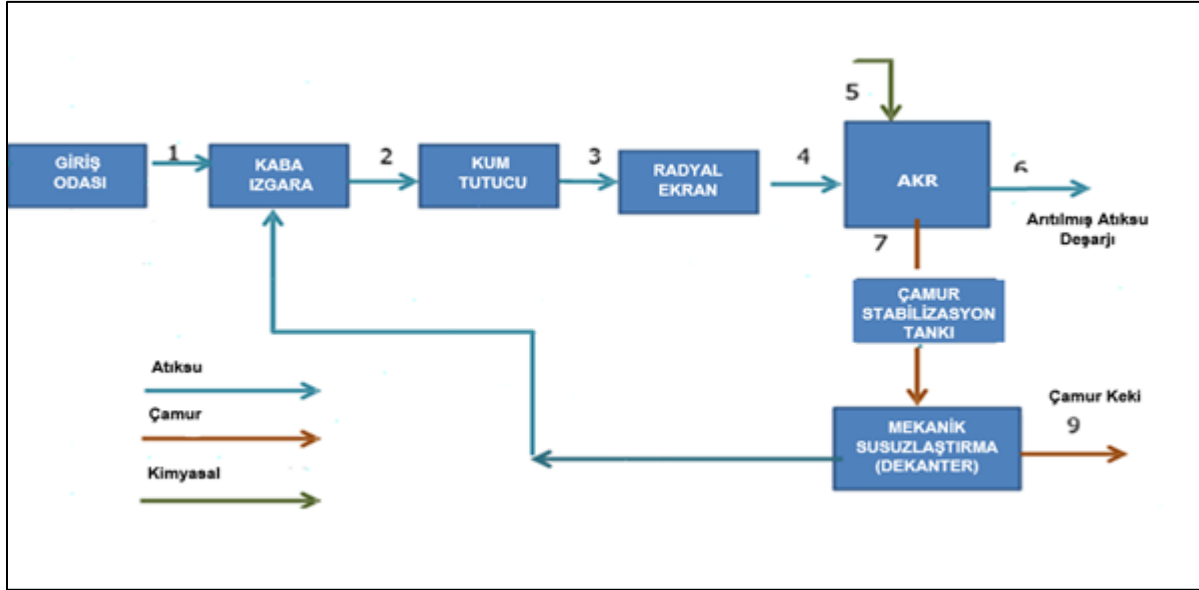 5
GİRİŞ
ODASI
1
KABA
IZGARA
2
KUM
TUTUCU
3
RADYAL
EKRAN
4
AKR
6
Arıtılmış Atıksu
Deşarjı
7
ÇAMUR
STABİLİZASYON
TANKI
Atıksu
Çamur
Kimyasal
MEKANİK
SUSUZLAŞTIRMA
(DEKANTER)
Çamur Keki
9